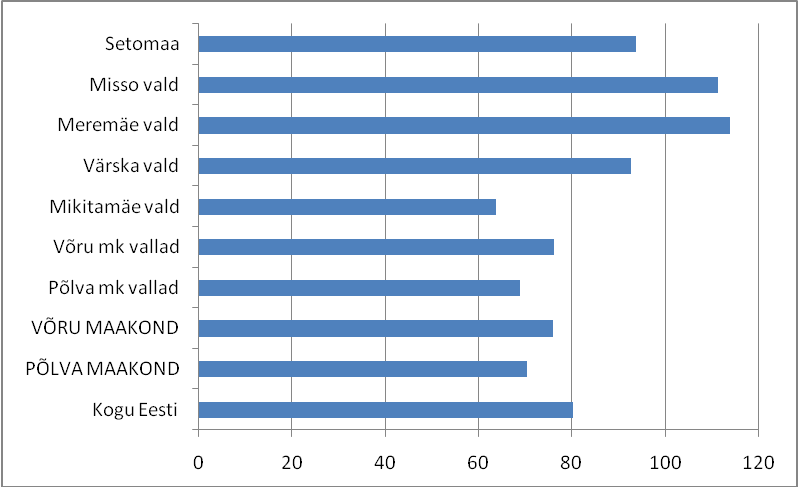 Setomaa
Misso vald
Meremäe vald
Värska vald
Mikitamäe vald
Võru mk vallad
Põlva mk vallad
VÕRU MAAKOND
PÕLVA MAAKOND
Kogu Eesti
0 20 40 60 80 100 120